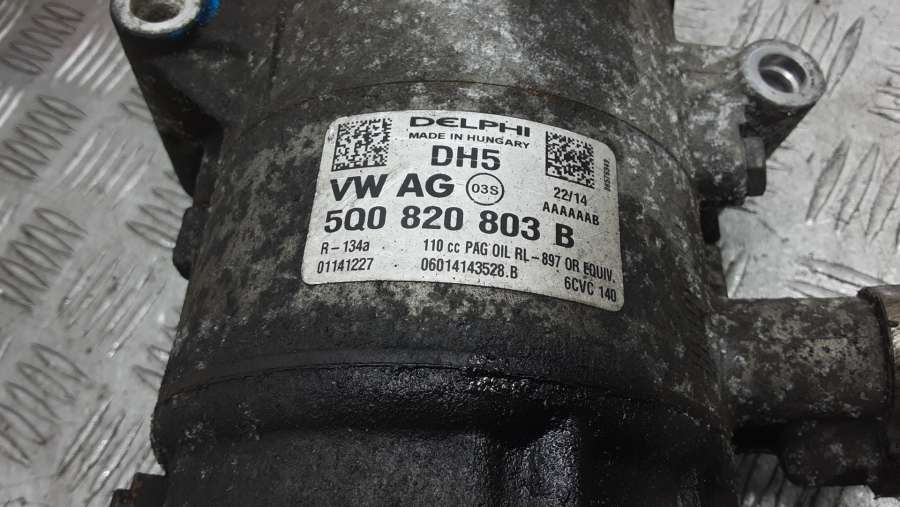 DELPHI
MADE IN HUNGARY
DH5
VW AG 03S
22/14
AAAAAAB
5Q0 820 803 B
R-134a 110 cc PAG OIL RL-897 OR EQUIV.
01141227 06014143528.B 6CVC 140